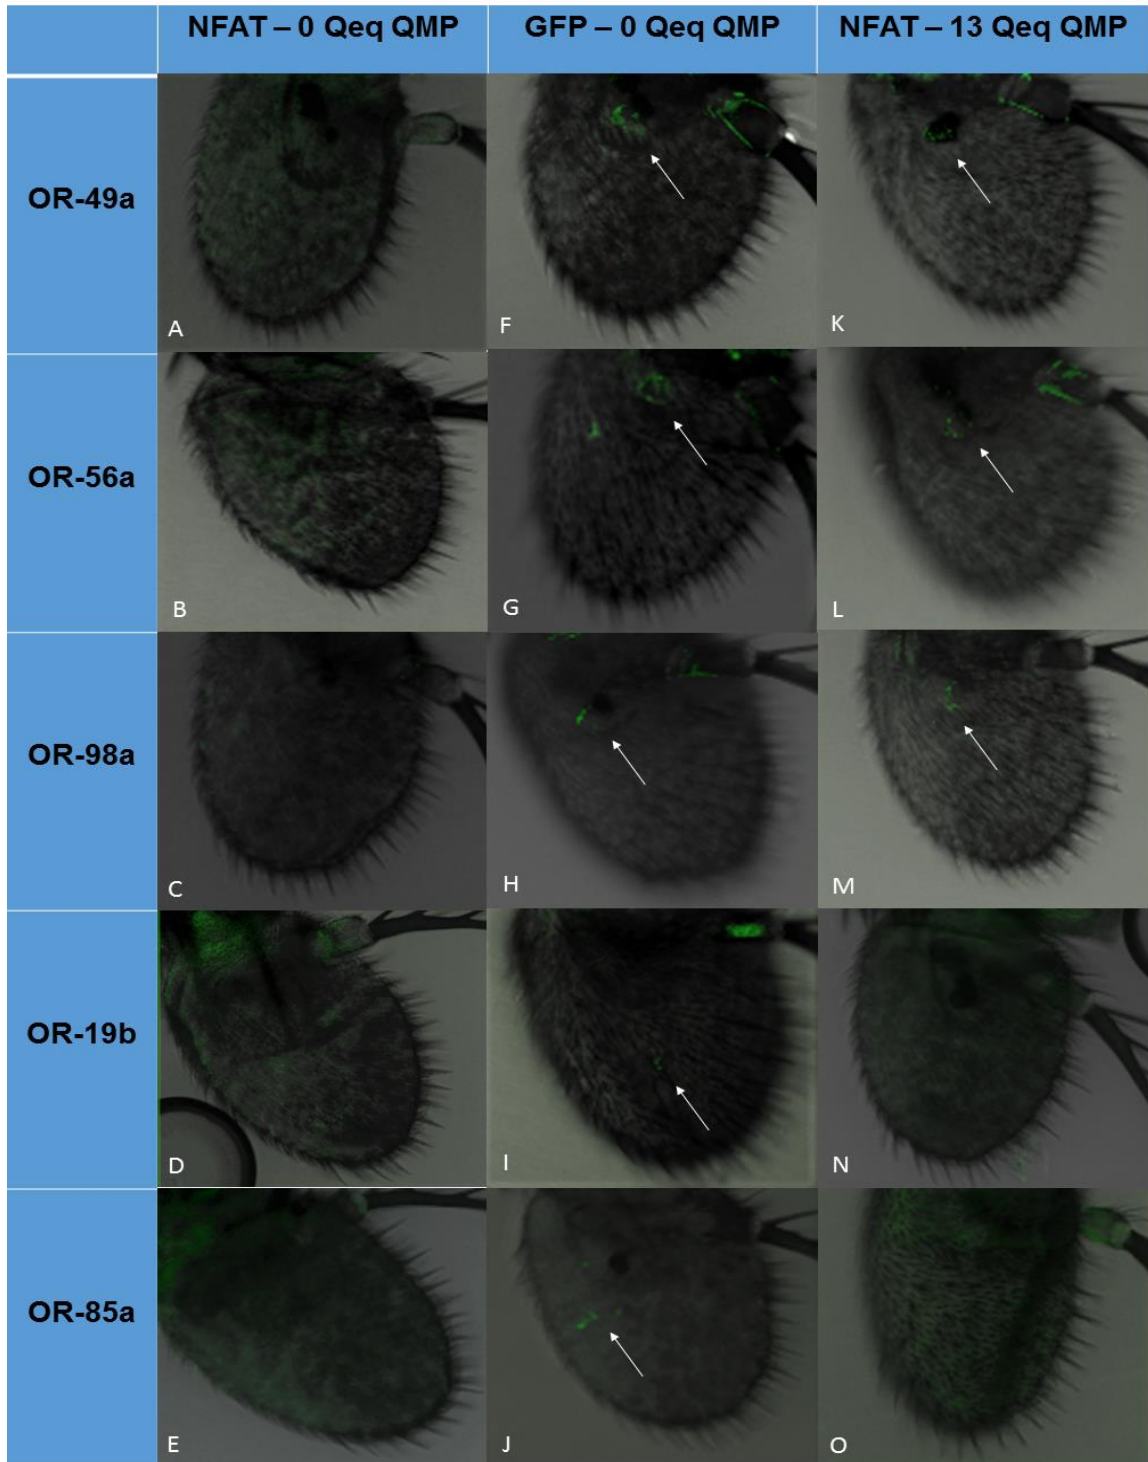 NFAT – 0 Qeq QMP GFP – 0 Qeq QMP NFAT – 13 Qeq QMP
OR-49a
A F K
OR-56a
B G L
OR-98a
C H M
OR-19b
D I N
OR-85a
E J O